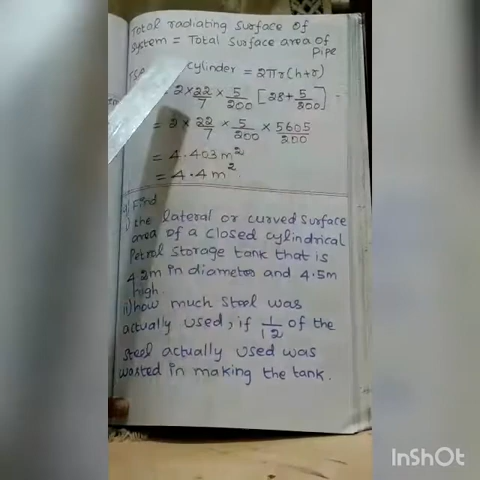 Total radiating surface of
system = Total surface area of
pipe
cylinder = 2πr(h+r)
2 × 22/7 × 5/200 [28 + 5/200]
= 2 × 22/7 × 5/200 × 5605/200
= 4.403 m²
= 4.4 m².
Find
i) the lateral or curved surface
area of a closed cylindrical
Petrol storage tank that is
4.2m in diameter and 4.5m
high.
ii) how much steel was
actually used, if 1/12 of the
steel actually used was
wasted in making the tank.
InShOt